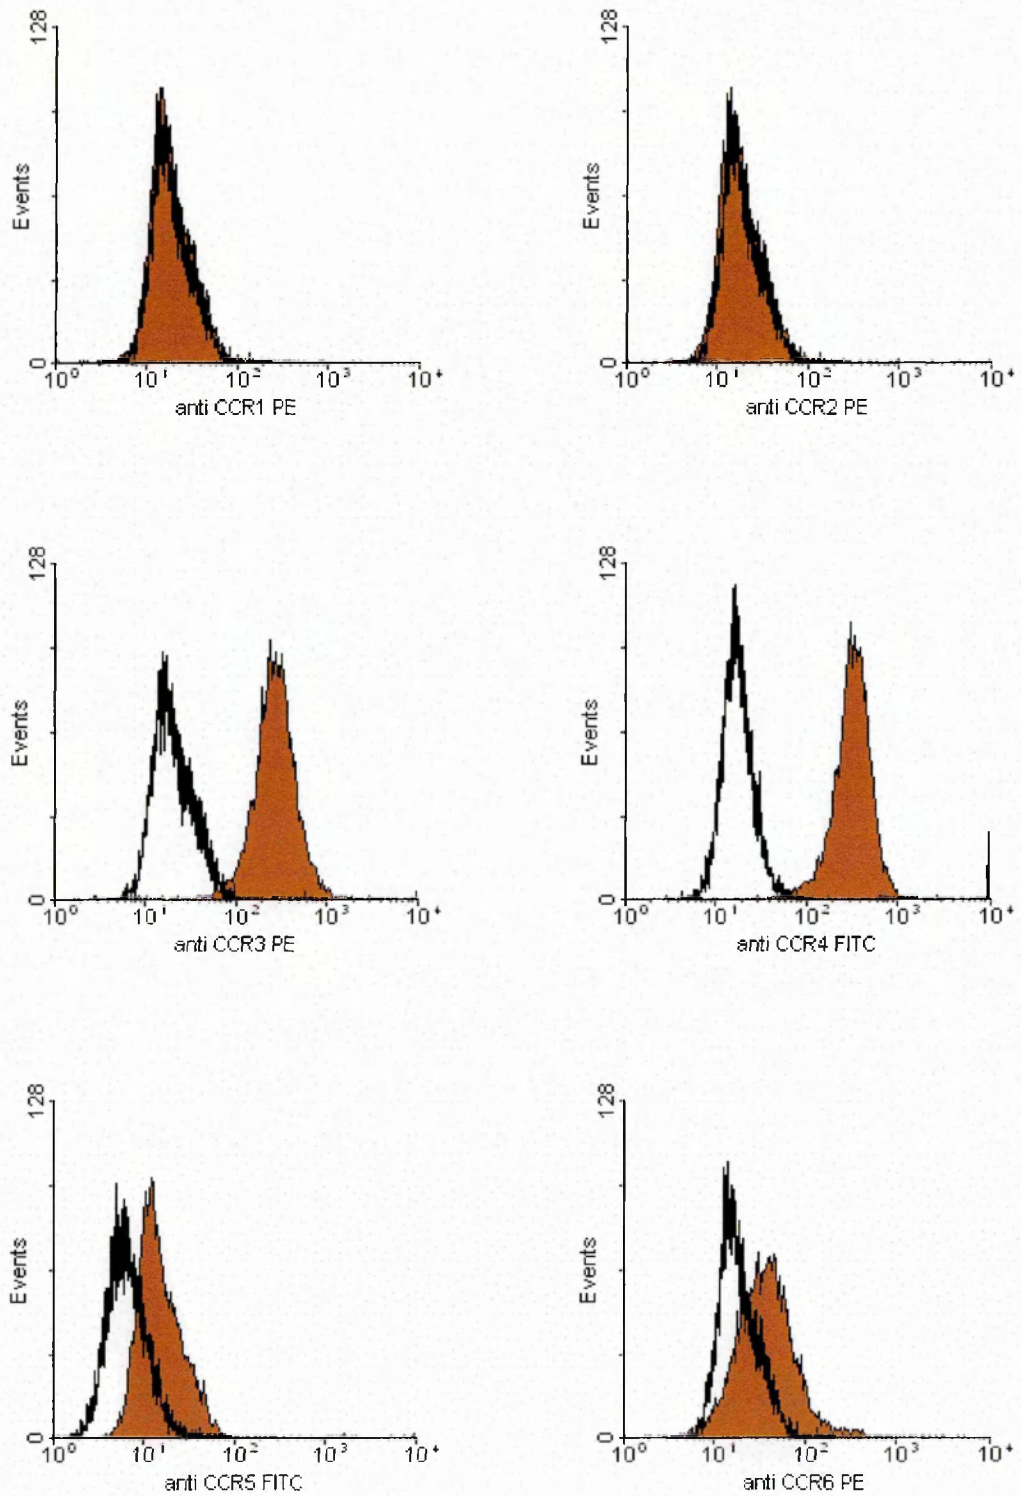 128 128
Events Events
0 0
10⁰ 10¹ 10² 10³ 10⁴ 10⁰ 10¹ 10² 10³ 10⁴
anti CCR1 PE anti CCR2 PE
128 128
Events Events
0 0
10⁰ 10¹ 10² 10³ 10⁴ 10⁰ 10¹ 10² 10³ 10⁴
anti CCR3 PE anti CCR4 FITC
128 128
Events Events
0 0
10⁰ 10¹ 10² 10³ 10⁴ 10⁰ 10¹ 10² 10³ 10⁴
anti CCR5 FITC anti CCR6 PE